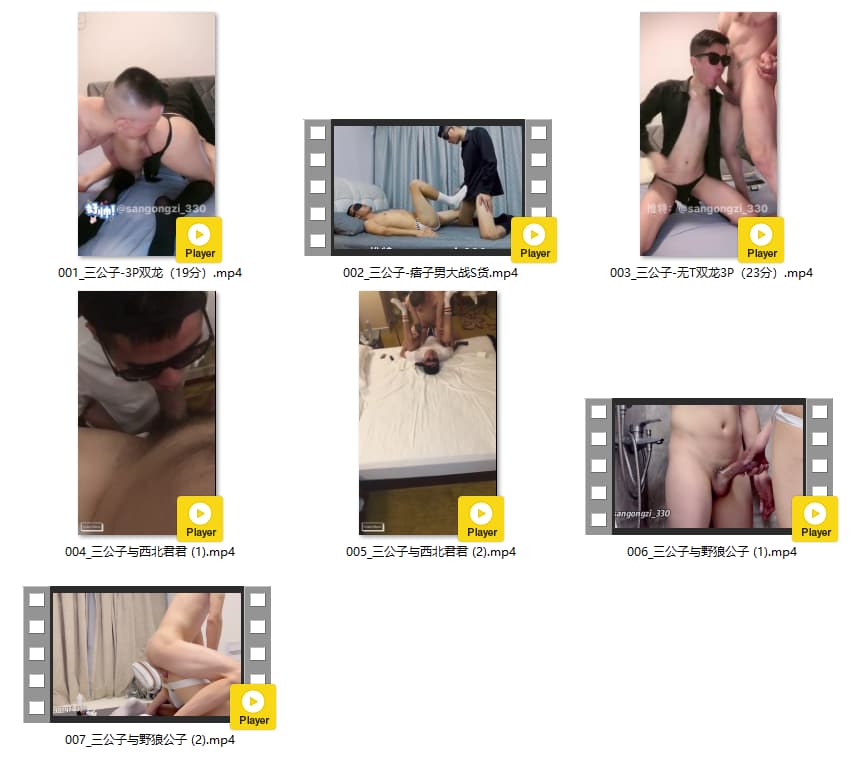 好帅!@sangongzi_330
Player
001_三公子-3P双龙（19分）.mp4
Player
002_三公子-痞子男大战S货.mp4
推特：@sangongzi_330
Player
003_三公子-无T双龙3P（23分）.mp4
Player
004_三公子与西北君君 (1).mp4
Player
005_三公子与西北君君 (2).mp4
sangongzi_330
Player
006_三公子与野狼公子 (1).mp4
Player
007_三公子与野狼公子 (2).mp4